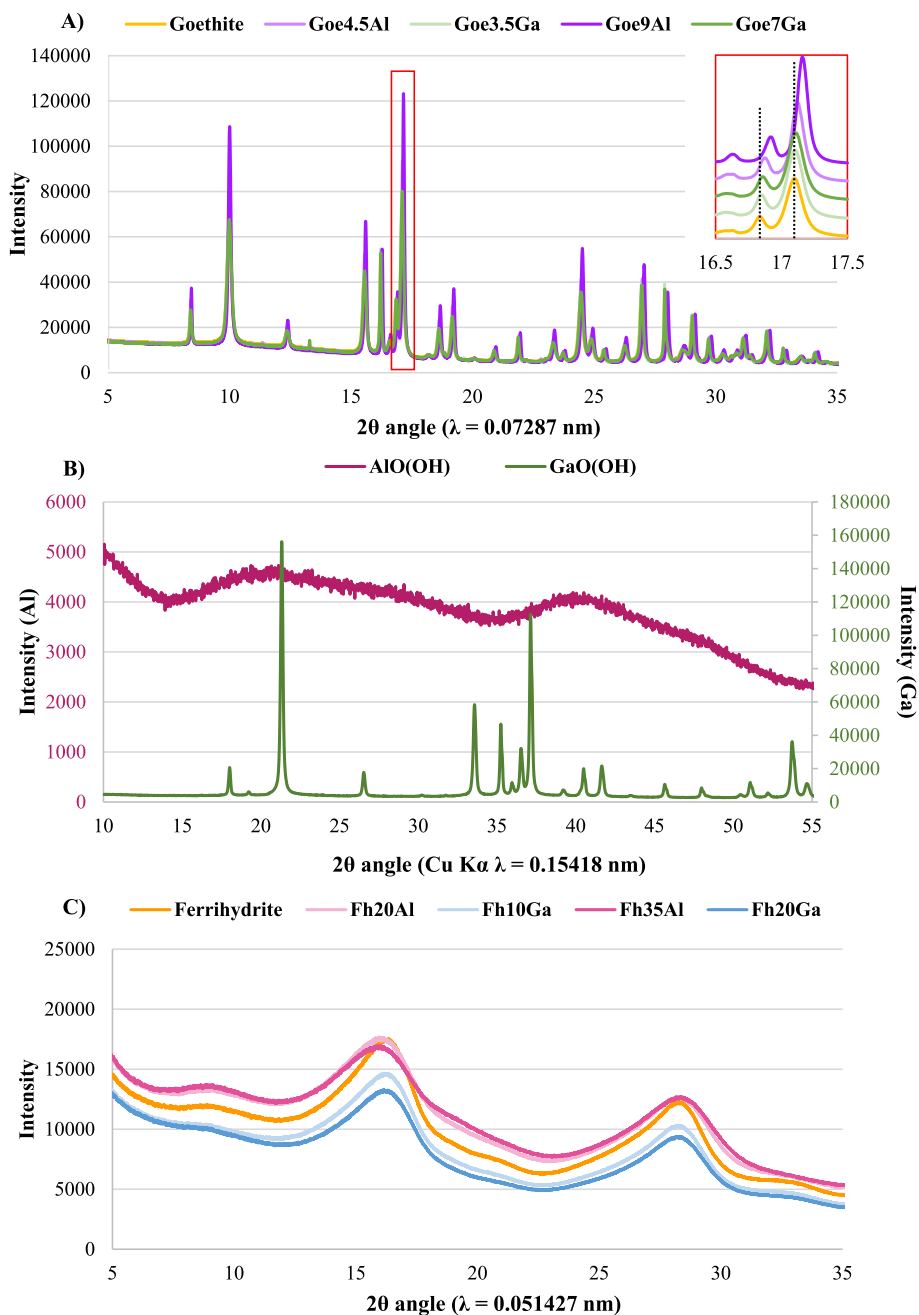 A)
Goethite Goe4.5Al Goe3.5Ga Goe9Al Goe7Ga
140000
120000
100000
80000
60000
40000
20000
0
Intensity
5 10 15 20 25 30 35
2θ angle (λ = 0.07287 nm)
16.5 17 17.5
B)
AlO(OH) GaO(OH)
6000
5000
4000
3000
2000
1000
0
Intensity (Al)
180000
160000
140000
120000
100000
80000
60000
40000
20000
0
Intensity (Ga)
10 15 20 25 30 35 40 45 50 55
2θ angle (Cu Kα λ = 0.15418 nm)
C)
Ferrihydrite Fh20Al Fh10Ga Fh35Al Fh20Ga
25000
20000
15000
10000
5000
0
Intensity
5 10 15 20 25 30 35
2θ angle (λ = 0.051427 nm)